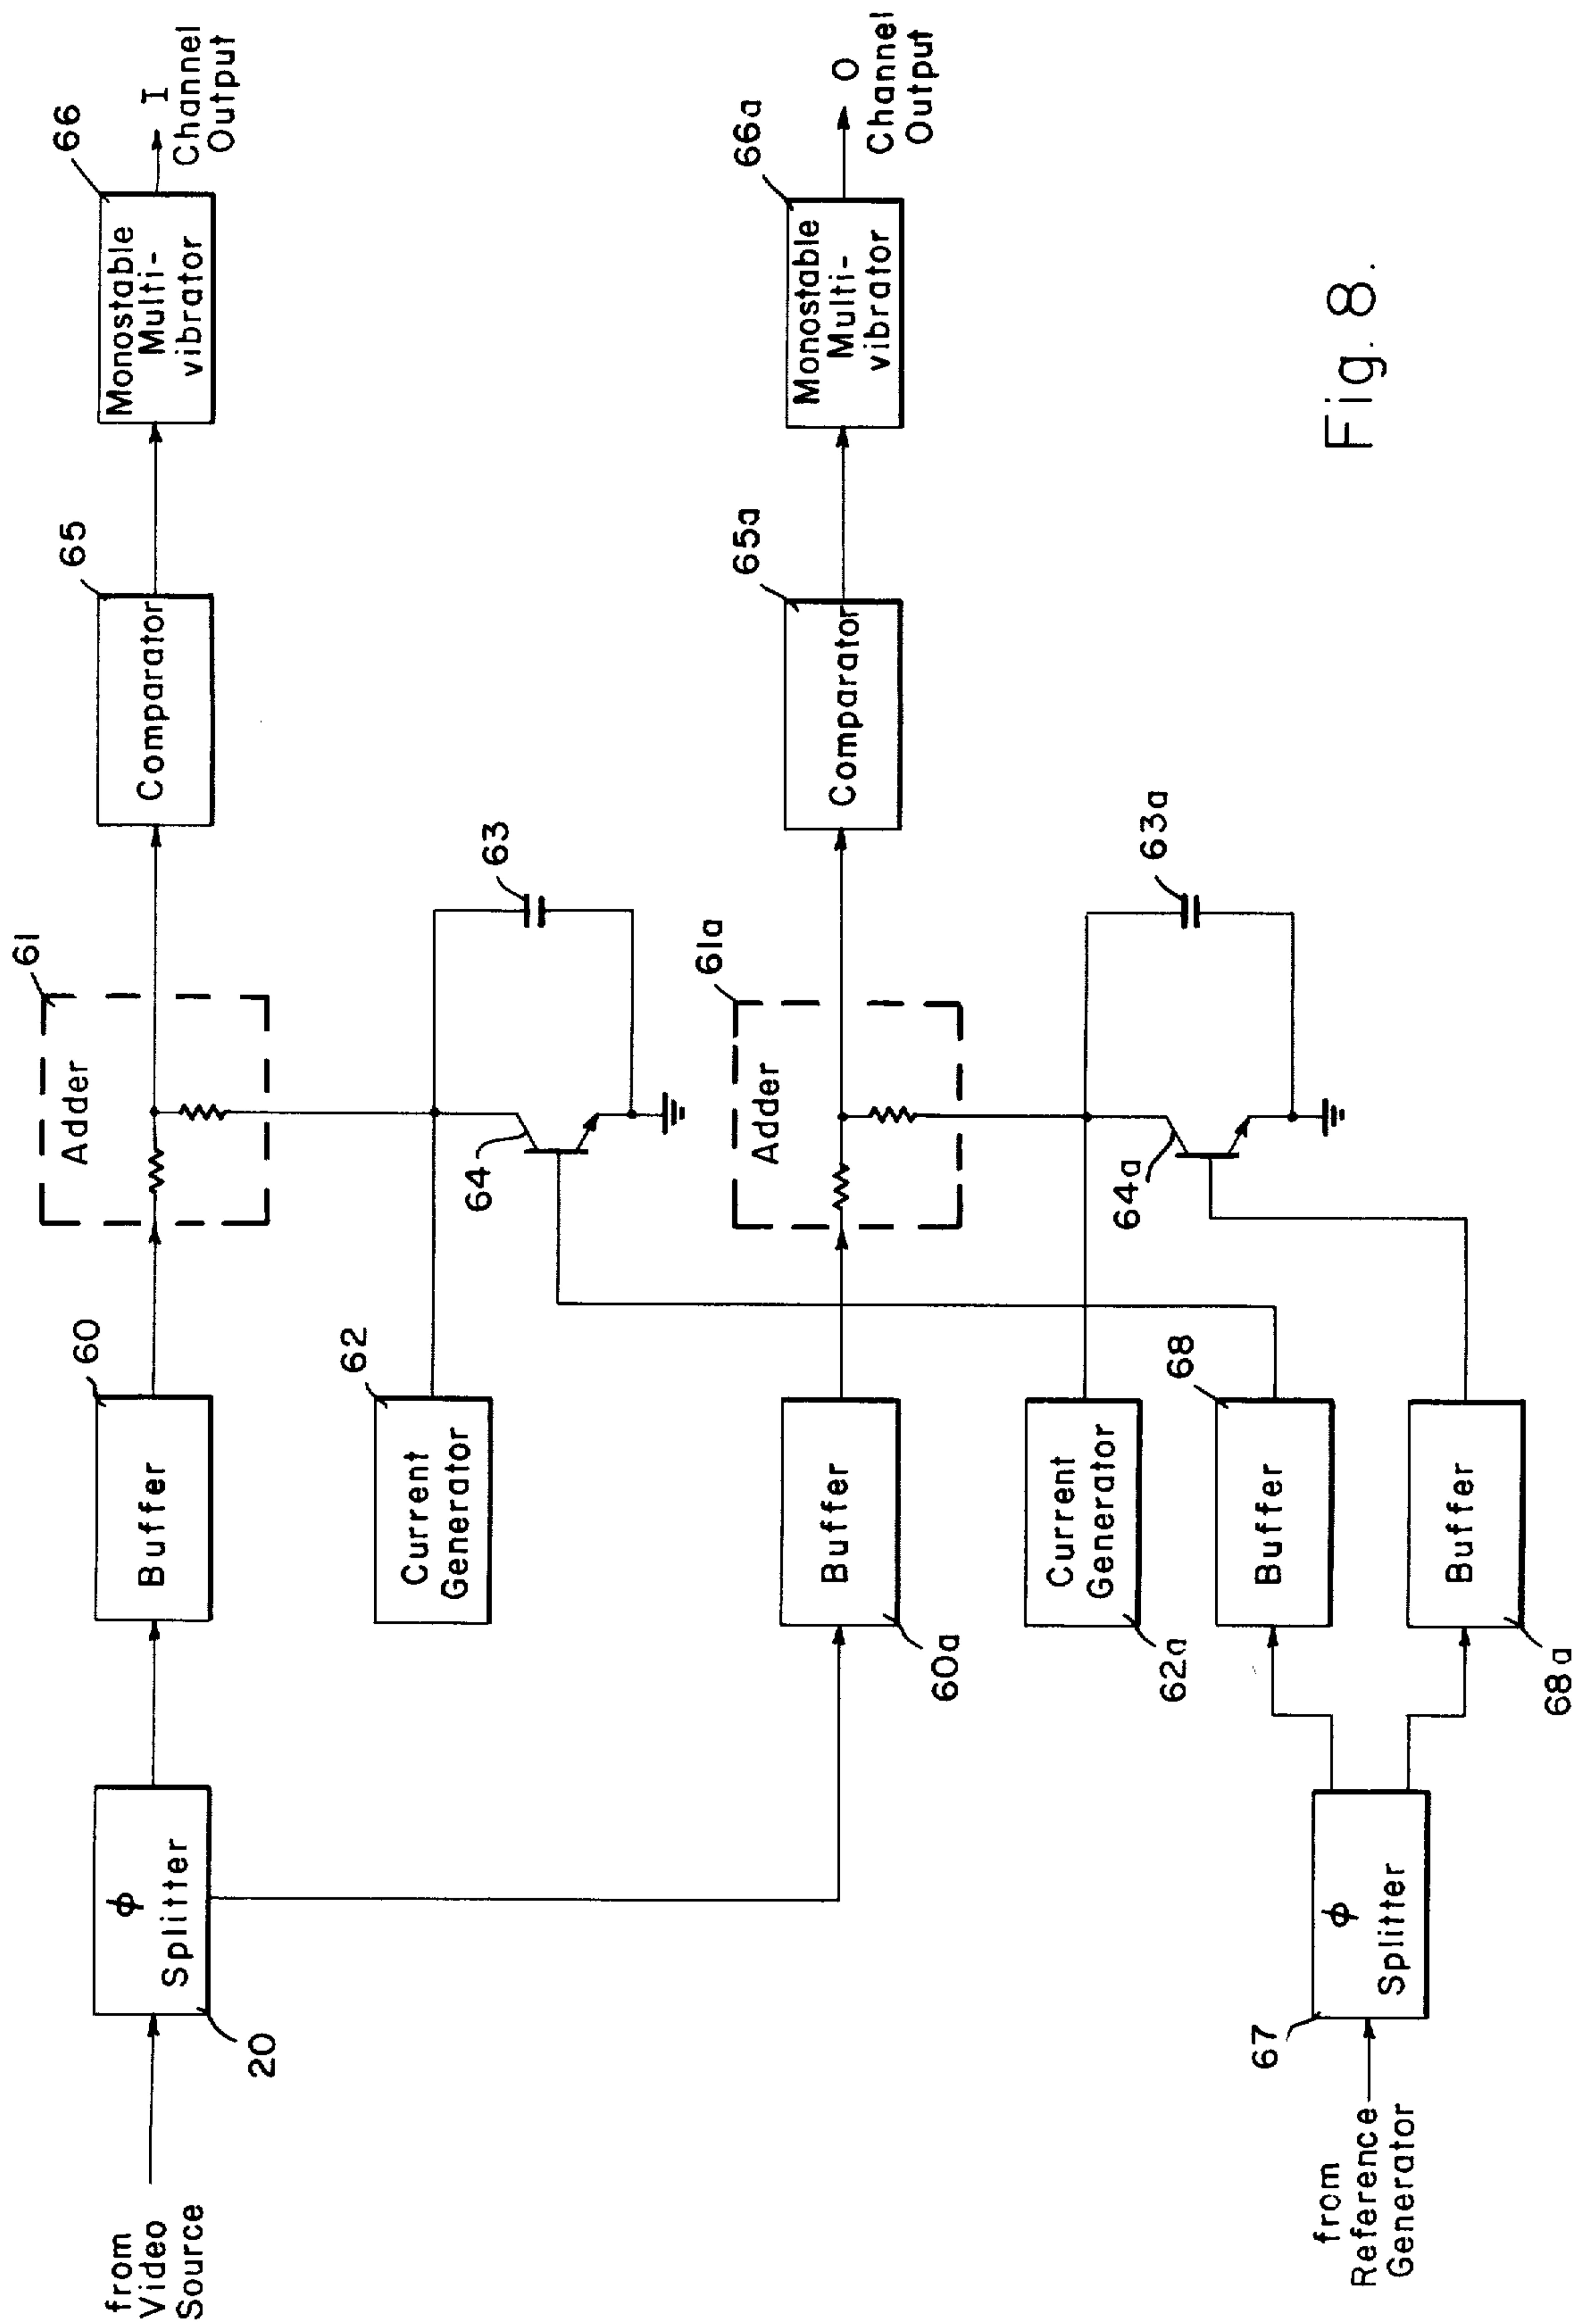 from
Video
Source
20
ϕ
Splitter
60
Buffer
61
Adder
65
Comparator
66
Monostable
Multi-
vibrator
I
Channel
Output
62
Current
Generator
64
63
60a
Buffer
61a
Adder
65a
Comparator
66a
Monostable
Multi-
vibrator
O
Channel
Output
62a
Current
Generator
64a
63a
from
Reference
Generator
67
ϕ
Splitter
68
Buffer
68a
Buffer
Fig. 8.